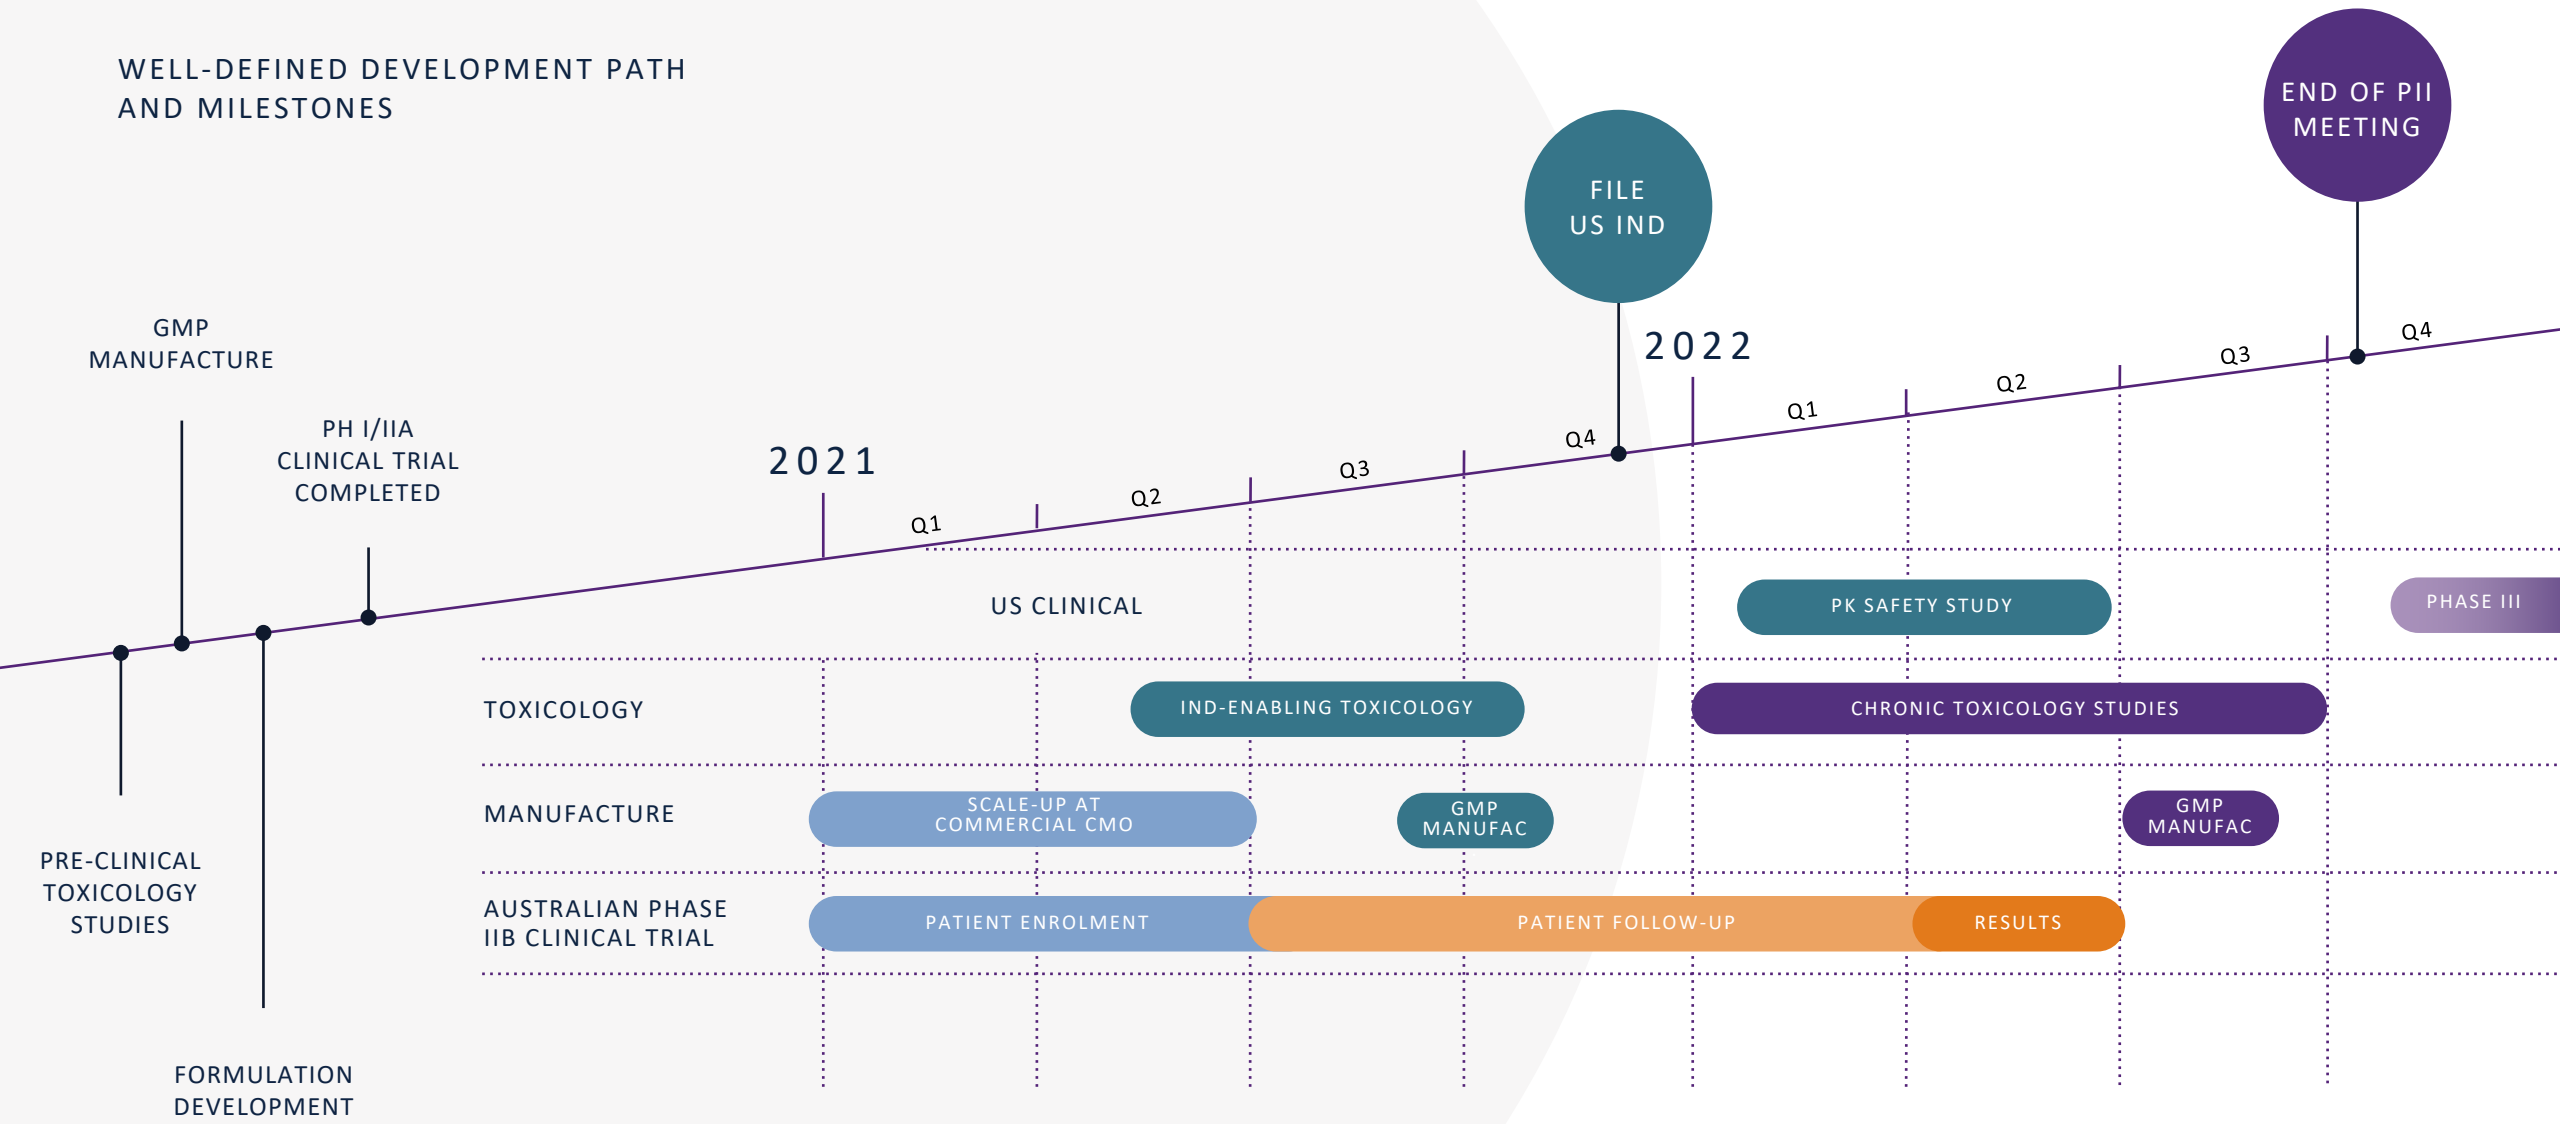 WELL-DEFINED DEVELOPMENT PATH
AND MILESTONES
END OF PII
MEETING
FILE
US IND
GMP
MANUFACTURE
PH I/IIA
CLINICAL TRIAL
COMPLETED
2021
2022
Q1
Q2
Q3
Q4
Q1
Q2
Q3
Q4
PRE-CLINICAL
TOXICOLOGY
STUDIES
FORMULATION
DEVELOPMENT
US CLINICAL
PK SAFETY STUDY
PHASE III
TOXICOLOGY
IND-ENABLING TOXICOLOGY
CHRONIC TOXICOLOGY STUDIES
MANUFACTURE
SCALE-UP AT
COMMERCIAL CMO
GMP
MANUFAC
GMP
MANUFAC
AUSTRALIAN PHASE
IIB CLINICAL TRIAL
PATIENT ENROLMENT
PATIENT FOLLOW-UP
RESULTS